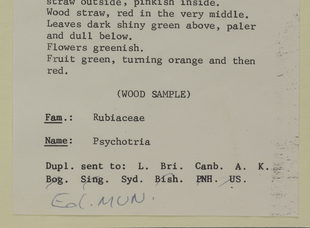 straw outside, pinkish inside.
Wood straw, red in the very middle.
Leaves dark shiny green above, paler
and dull below.
Flowers greenish.
Fruit green, turning orange and then
red.
(WOOD SAMPLE)
Fam.: Rubiaceae
Name: Psychotria
Dupl. sent to: L. Bri. Canb. A. K.
Bog. Sing. Syd. Bish. PNH. US.
Ed. MUN.